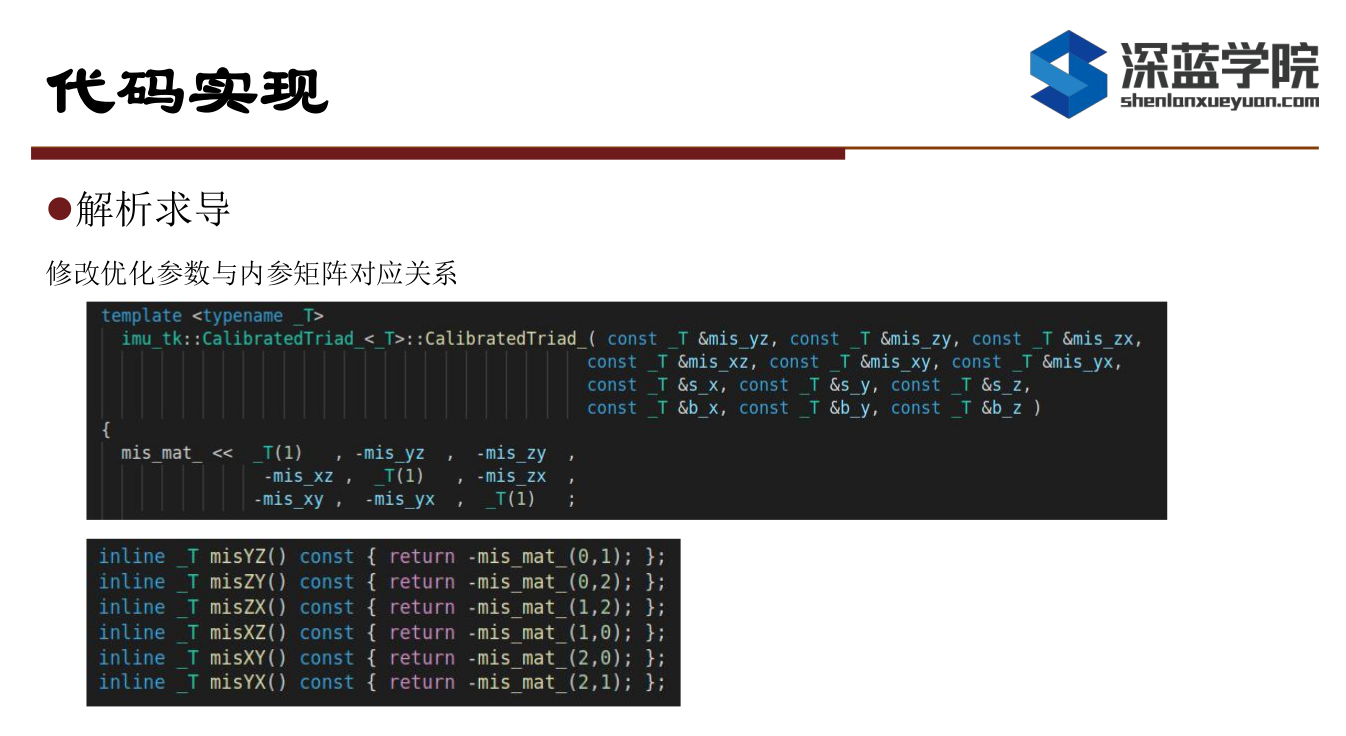 代码实现
深蓝学院
shenlanxueyuan.com
解析求导
修改优化参数与内参矩阵对应关系
template <typename _T>
imu_tk::CalibratedTriad_<_T>::CalibratedTriad_( const _T &mis_yz, const _T &mis_zy, const _T &mis_zx,
const _T &mis_xz, const _T &mis_xy, const _T &mis_yx,
const _T &s_x, const _T &s_y, const _T &s_z,
const _T &b_x, const _T &b_y, const _T &b_z )
{
mis_mat_ << _T(1) , -mis_yz , -mis_zy ,
-mis_xz , _T(1) , -mis_zx ,
-mis_xy , -mis_yx , _T(1) ;
inline _T misYZ() const { return -mis_mat_(0,1); };
inline _T misZY() const { return -mis_mat_(0,2); };
inline _T misZX() const { return -mis_mat_(1,2); };
inline _T misXZ() const { return -mis_mat_(1,0); };
inline _T misXY() const { return -mis_mat_(2,0); };
inline _T misYX() const { return -mis_mat_(2,1); };